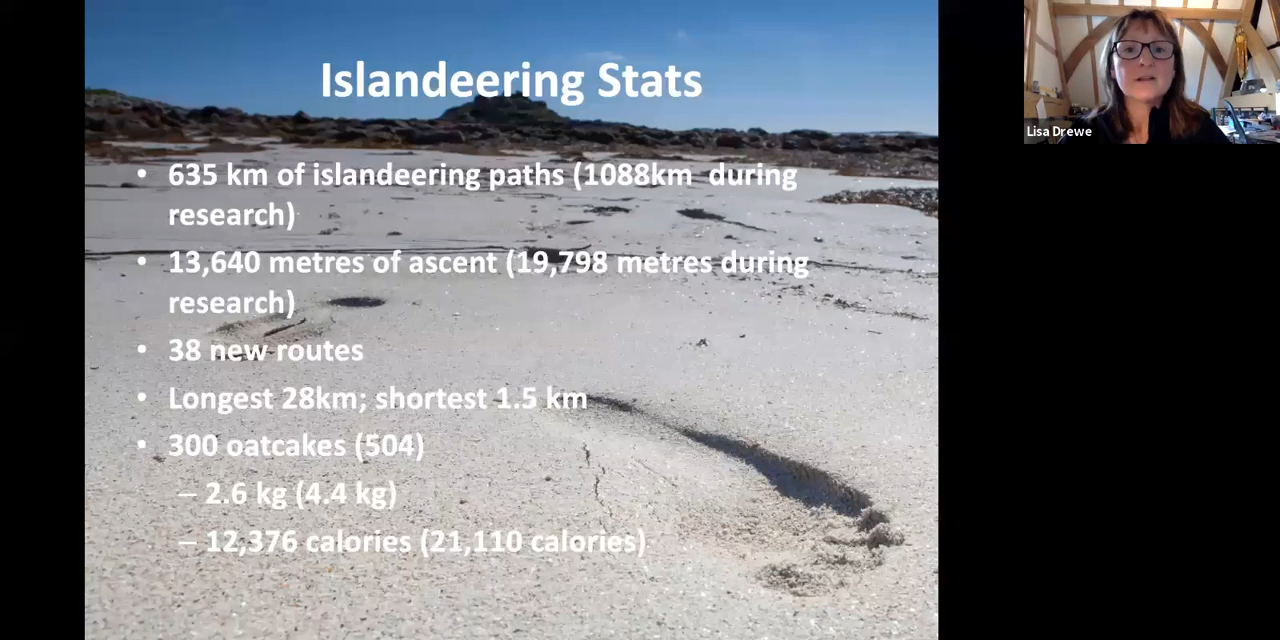 Islandeering Stats
• 635 km of islandeering paths (1088km during
research)
• 13,640 metres of ascent (19,798 metres during
research)
• 38 new routes
• Longest 28km; shortest 1.5 km
• 300 oatcakes (504)
– 2.6 kg (4.4 kg)
– 12,376 calories (21,110 calories)
Lisa Drewe